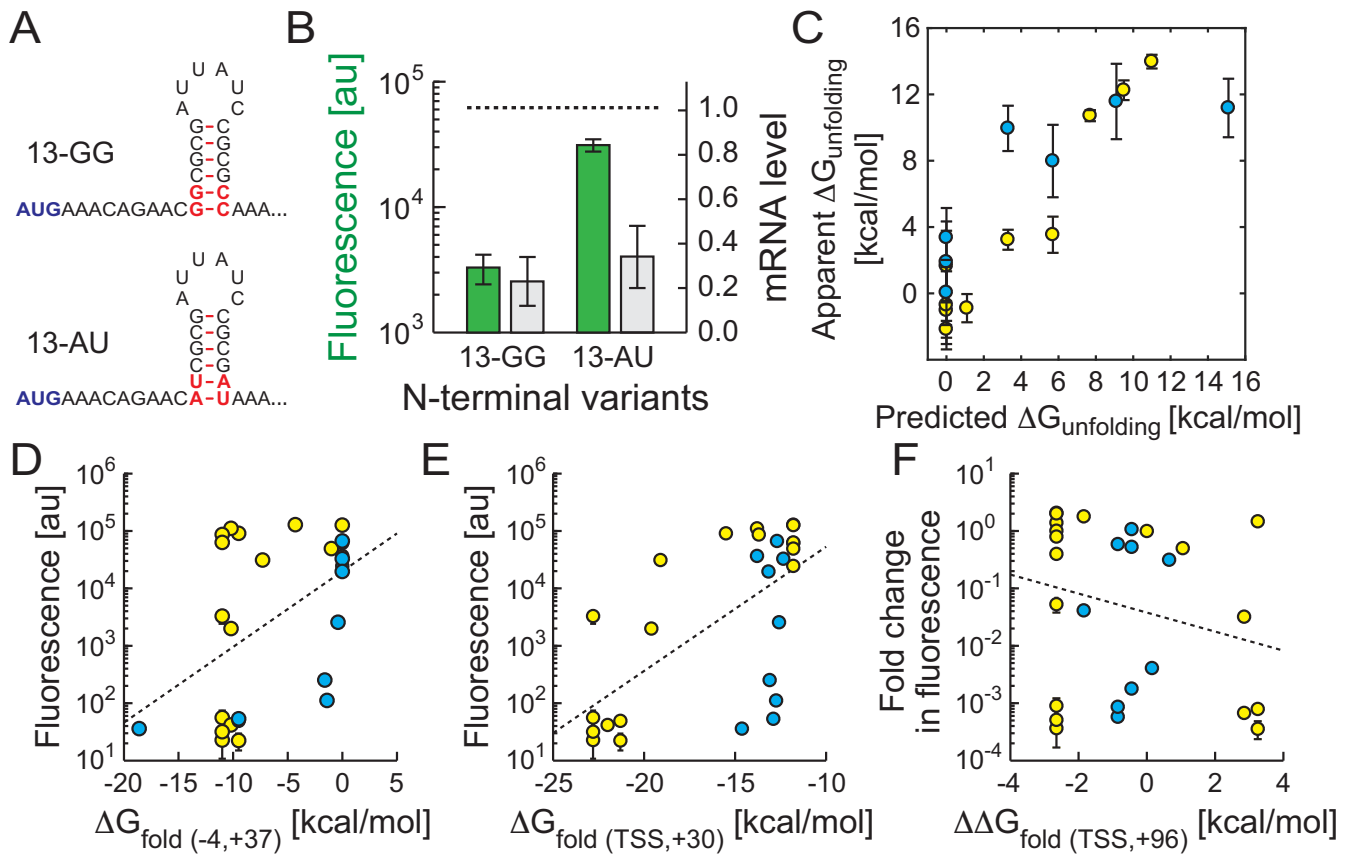 A
B
C
U U A U
A C
G-C
C-G
G-C
C-G
G-C
13-GG
AUGAAACAGAACG-CAAA...
U U A U
A C
G-C
C-G
G-C
C-G
U-A
13-AU
AUGAAACAGAACA-UAAA...
Fluorescence [au]
10^5
10^4
10^3
mRNA level
1.0
0.8
0.6
0.4
0.2
0.0
13-GG 13-AU
N-terminal variants
Apparent ΔG_unfolding
[kcal/mol]
16
12
8
4
0
0 2 4 6 8 10 12 14 16
Predicted ΔG_unfolding [kcal/mol]
D
E
F
Fluorescence [au]
10^6
10^5
10^4
10^3
10^2
10^1
-20 -15 -10 -5 0 5
ΔG_fold (-4,+37) [kcal/mol]
Fluorescence [au]
10^6
10^5
10^4
10^3
10^2
10^1
-25 -20 -15 -10
ΔG_fold (TSS,+30) [kcal/mol]
Fold change
in fluorescence
10^1
10^0
10^-1
10^-2
10^-3
10^-4
-4 -2 0 2 4
ΔΔG_fold (TSS,+96) [kcal/mol]